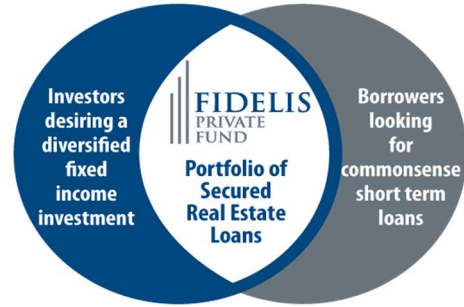 Investors
desiring a
diversified
fixed
income
investment
FIDELIS
PRIVATE
FUND
Portfolio of
Secured
Real Estate
Loans
Borrowers
looking
for
commonsense
short term
loans